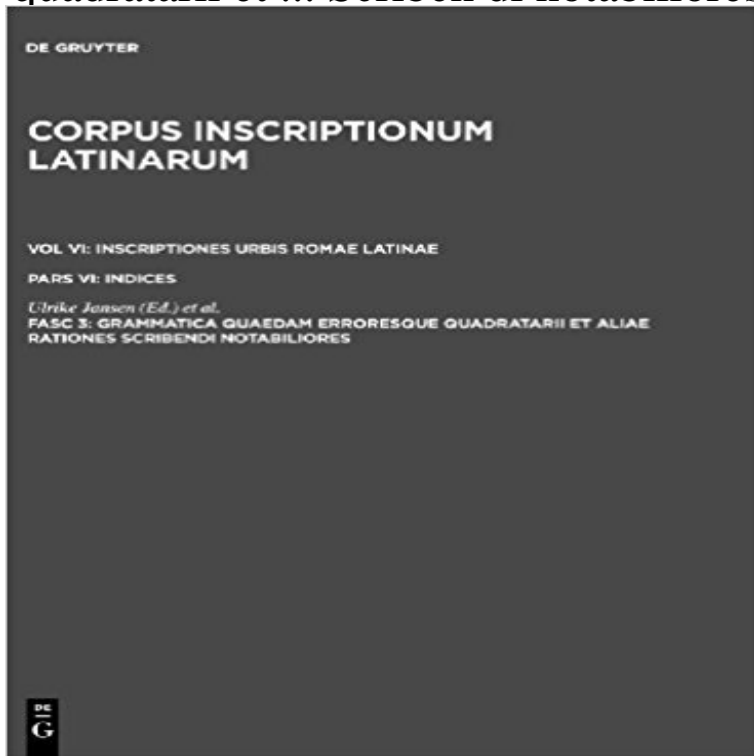 DE GRUYTER
CORPUS INSCRIPTIONUM
LATINARUM
VOL VI: INSCRIPTIONES URBIS ROMAE LATINAE
PARS VI: INDICES
Ulrike Jansen (Ed.) et al.
FASC 3: GRAMMATICA QUAEDAM ERRORESQUE QUADRATARII ET ALIAE
RATIONES SCRIBENDI NOTABILIORES
DE
G